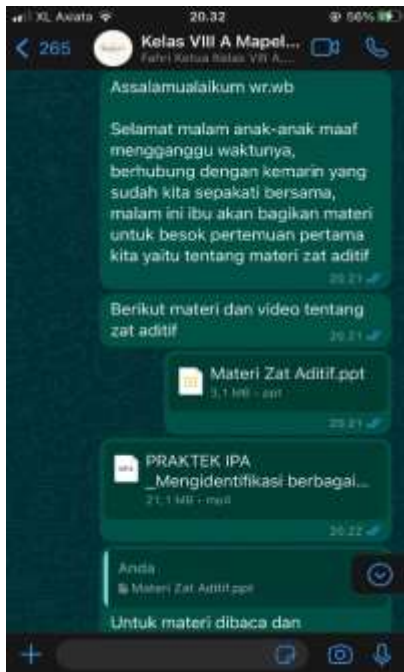 XL Axiata
20.32
56%
265
Kelas VIII A Mapel...
Fahri Ketua Kelas VIII A,...
Assalamualaikum wr.wb
Selamat malam anak-anak maaf
mengganggu waktunya,
berhubung dengan kemarin yang
sudah kita sepakati bersama,
malam ini ibu akan bagikan materi
untuk besok pertemuan pertama
kita yaitu tentang materi zat aditif
20.21
Berikut materi dan video tentang
zat aditif
20.21
Materi Zat Aditif.ppt
3,1 MB • ppt
20.21
PRAKTEK IPA
_Mengidentifikasi berbagai...
21,1 MB •
20.22
Anda
Materi Zat Aditif.ppt
Untuk materi dibaca dan